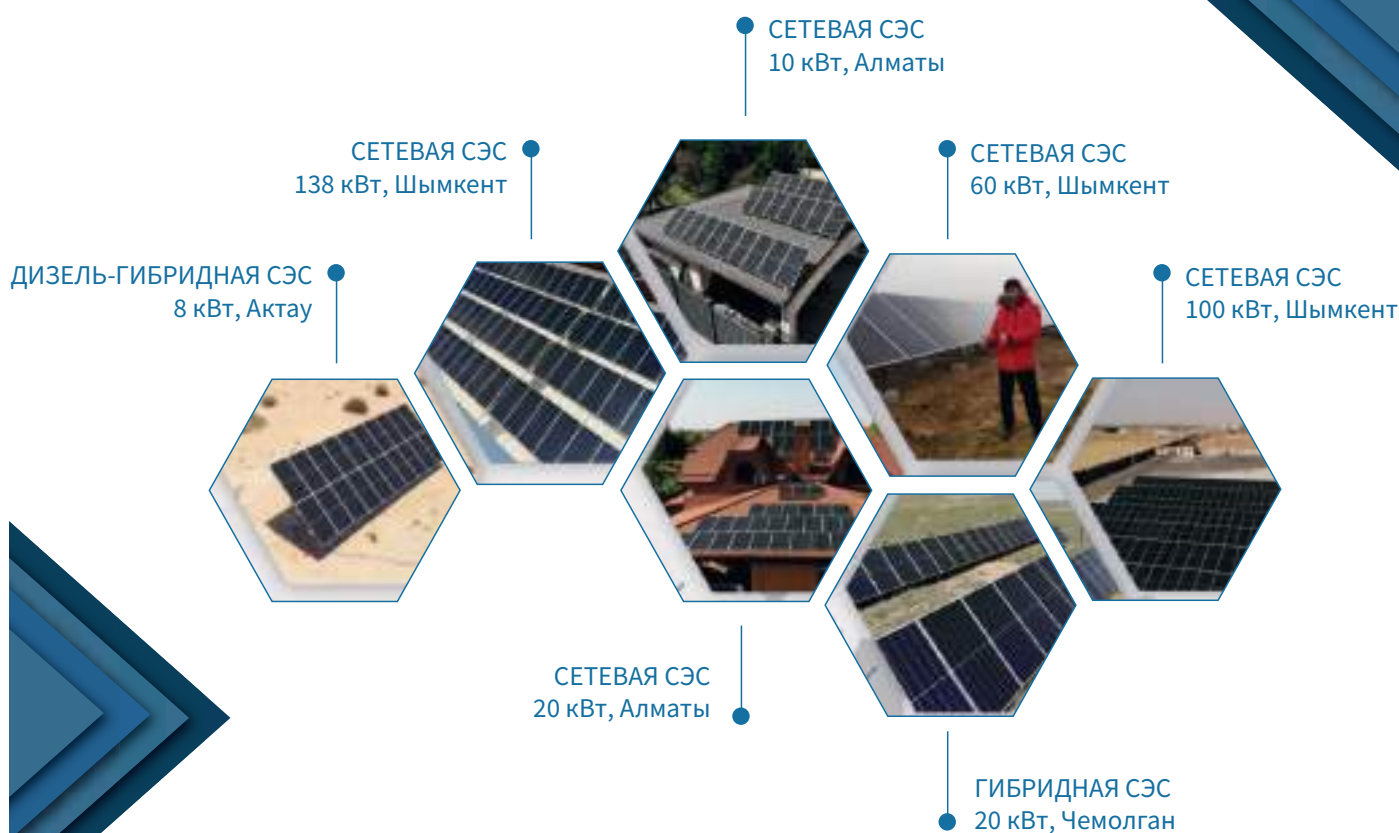 СЕТЕВАЯ СЭС
10 кВт, Алматы
СЕТЕВАЯ СЭС
138 кВт, Шымкент
СЕТЕВАЯ СЭС
60 кВт, Шымкент
ДИЗЕЛЬ-ГИБРИДНАЯ СЭС
8 кВт, Актау
СЕТЕВАЯ СЭС
100 кВт, Шымкент
СЕТЕВАЯ СЭС
20 кВт, Алматы
ГИБРИДНАЯ СЭС
20 кВт, Чемолган